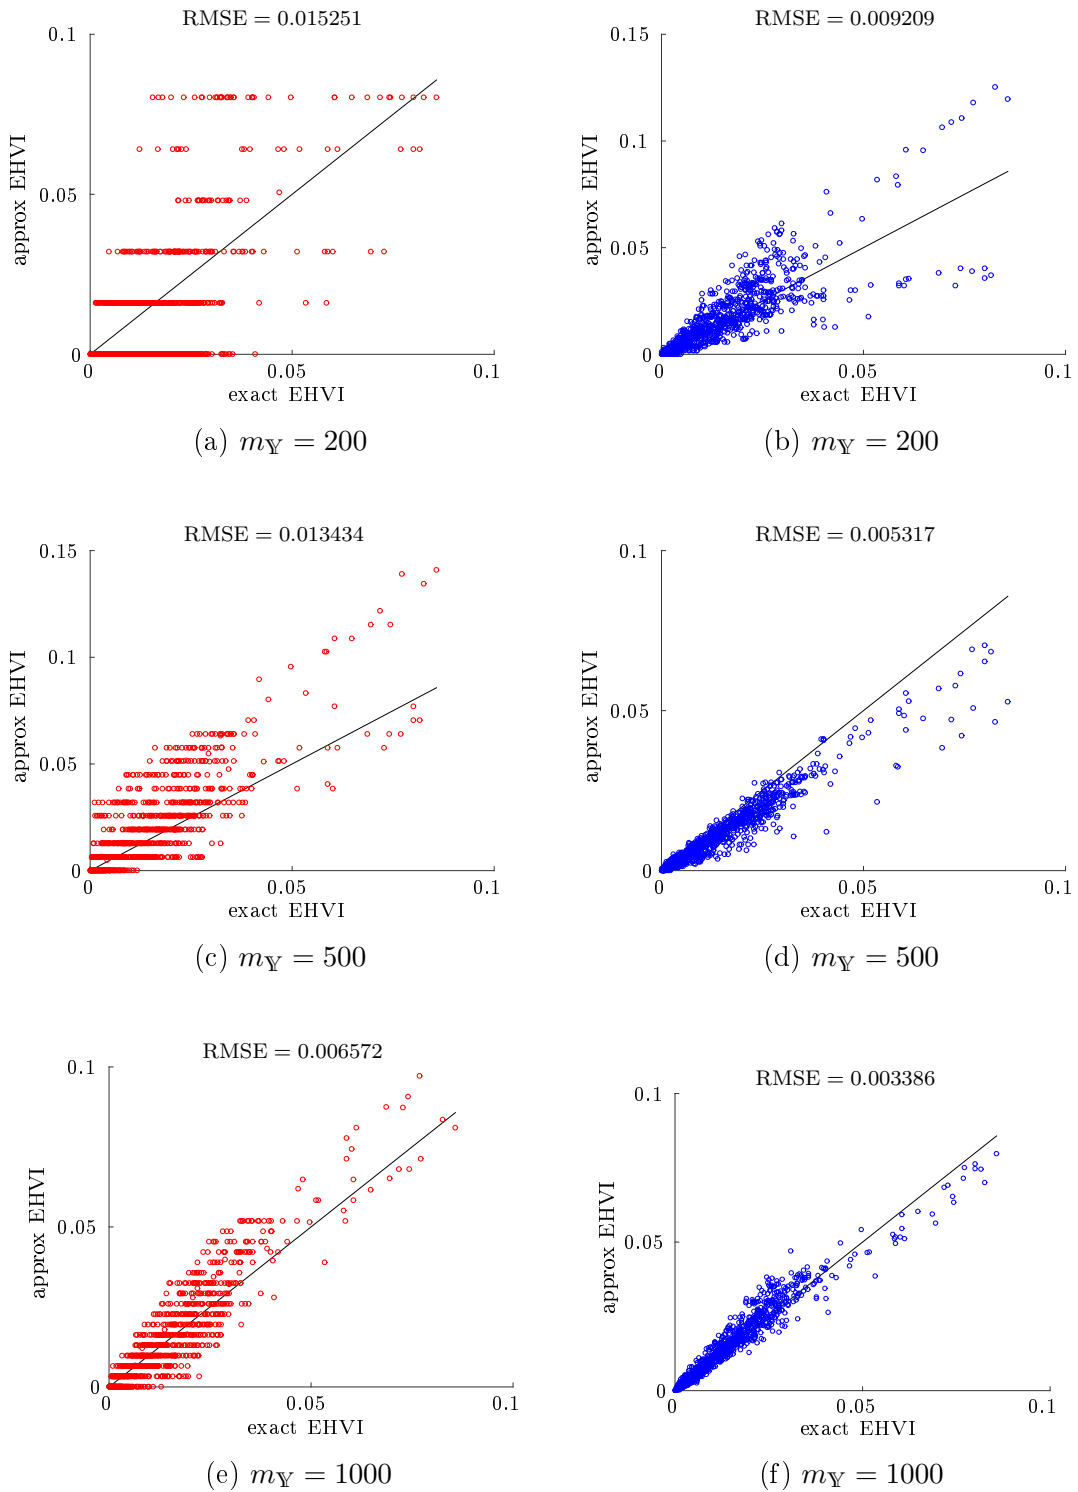 RMSE = 0.015251
0.1
0.05
0
approx EHVI
0
0.05
0.1
exact EHVI
(a) m𝕐 = 200
RMSE = 0.009209
0.15
0.1
0.05
0
approx EHVI
0
0.05
0.1
exact EHVI
(b) m𝕐 = 200
RMSE = 0.013434
0.15
0.1
0.05
0
approx EHVI
0
0.05
0.1
exact EHVI
(c) m𝕐 = 500
RMSE = 0.005317
0.1
0.05
0
approx EHVI
0
0.05
0.1
exact EHVI
(d) m𝕐 = 500
RMSE = 0.006572
0.1
0.05
0
approx EHVI
0
0.05
0.1
exact EHVI
(e) m𝕐 = 1000
RMSE = 0.003386
0.1
0.05
0
approx EHVI
0
0.05
0.1
exact EHVI
(f) m𝕐 = 1000